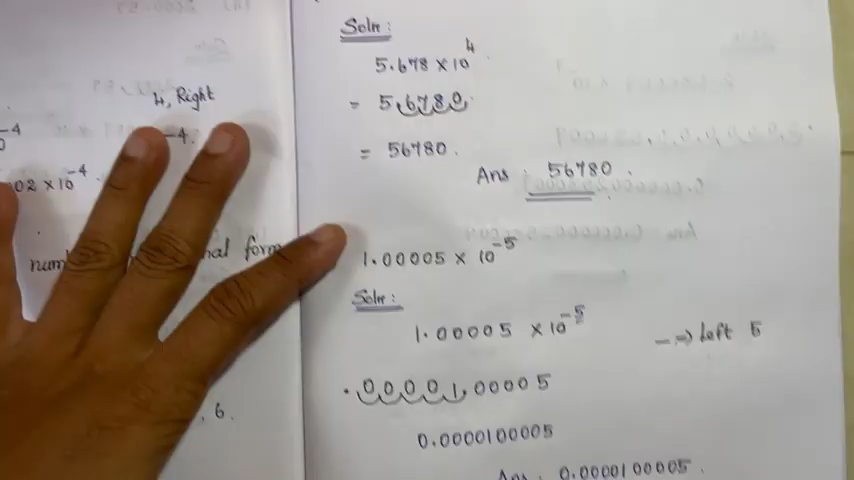 4, Right
-4.
02 × 10⁻⁴.
form
, 6.
Soln :
5.678 × 10⁴.
= 5.6780.
= 56780.
Ans : 56780.
1.00005 × 10⁻⁵
Soln :
1.00005 × 10⁻⁵
– ⇒ left 5
.00001.00005
0.0000100005
Ans . 0.0000100005.